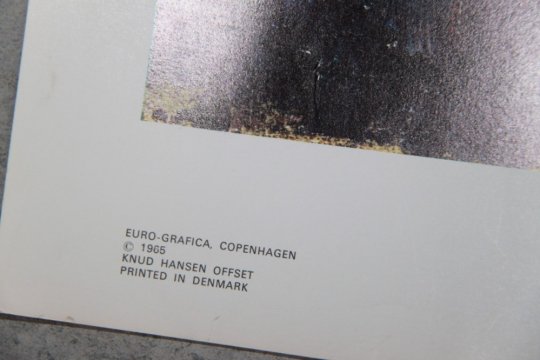 EURO-GRAFICA, COPENHAGEN
© 1965
KNUD HANSEN OFFSET
PRINTED IN DENMARK